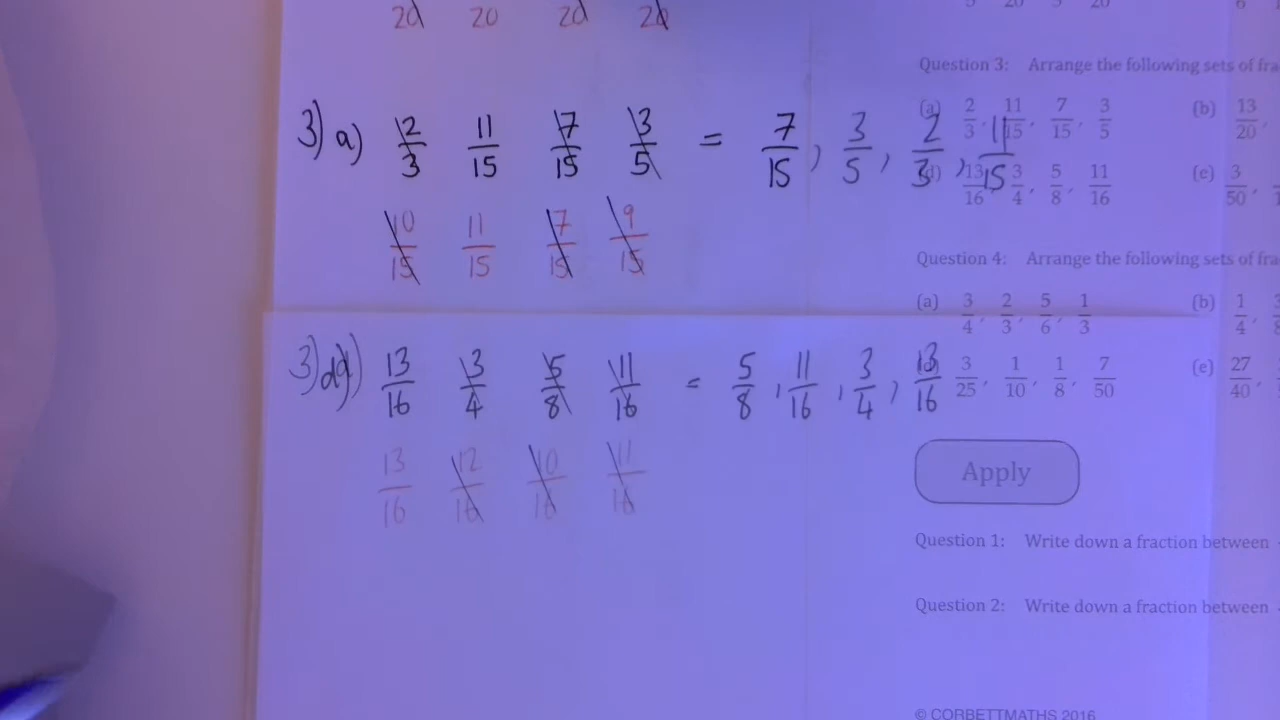 20 20 20 20
5 20 5 20 6
Question 3: Arrange the following sets of fra
(a) 2/3, 11/15, 7/15, 3/5 (b) 13/20,
3) a) 2/3 11/15 7/15 3/5 = 7/15, 3/5, 2/3, 11/15
(d) 13/16, 3/4, 5/8, 11/16 (e) 3/50,
10/15 11/15 7/15 9/15
Question 4: Arrange the following sets of fra
(a) 3/4, 2/3, 5/6, 1/3 (b) 1/4,
3) d) 13/16 3/4 5/8 11/16 = 5/8, 11/16, 3/4, 13/16
(d) 3/25, 1/10, 1/8, 7/50 (e) 27/40,
13/16 12/16 10/16 11/16
Apply
Question 1: Write down a fraction between
Question 2: Write down a fraction between
© CORBETTMATHS 2016